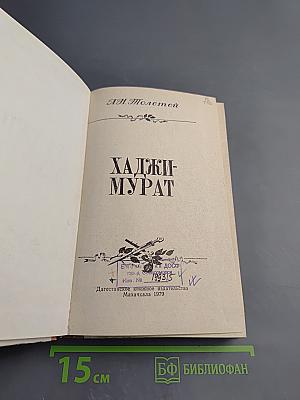 Л.Н. Толстой
ХАДЖИ-
МУРАТ
Дагестанское книжное издательство
Махачкала 1979
15 см
БФ БИБЛИОФАН